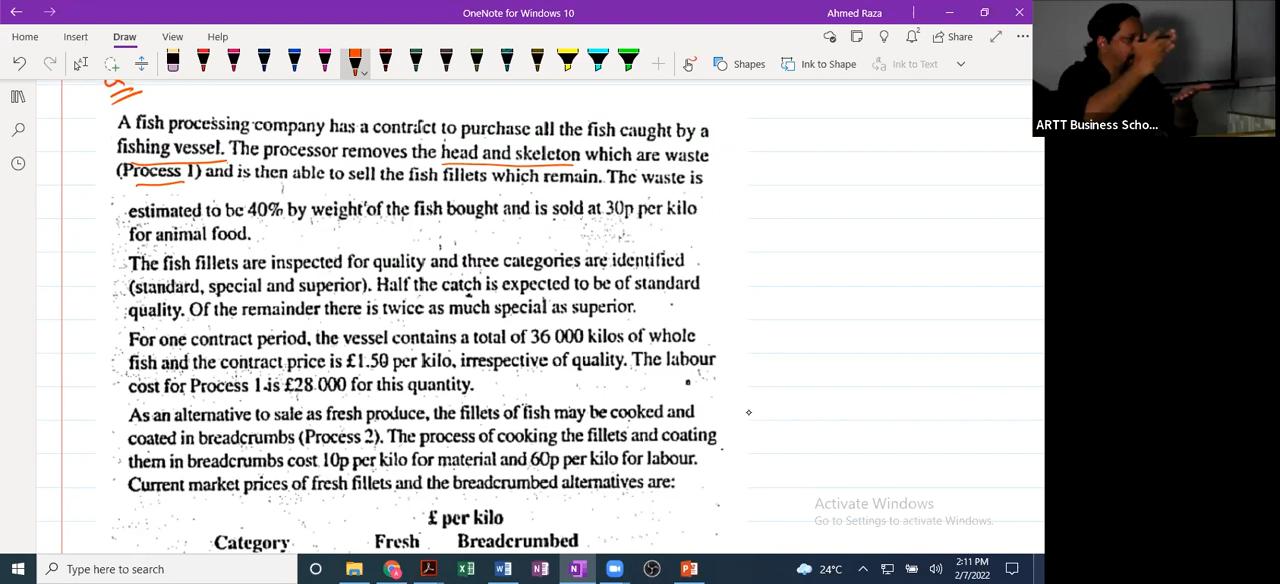 OneNote for Windows 10
Ahmed Raza
Home
Insert
Draw
View
Help
Share
Shapes
Ink to Shape
Ink to Text
ARTT Business Scho...
A fish processing company has a contract to purchase all the fish caught by a
fishing vessel. The processor removes the head and skeleton which are waste
(Process 1) and is then able to sell the fish fillets which remain. The waste is
estimated to be 40% by weight of the fish bought and is sold at 30p per kilo
for animal food.
The fish fillets are inspected for quality and three categories are identified
(standard, special and superior). Half the catch is expected to be of standard
quality. Of the remainder there is twice as much special as superior.
For one contract period, the vessel contains a total of 36 000 kilos of whole
fish and the contract price is £1.50 per kilo, irrespective of quality. The labour
cost for Process 1 is £28 000 for this quantity.
As an alternative to sale as fresh produce, the fillets of fish may be cooked and
coated in breadcrumbs (Process 2). The process of cooking the fillets and coating
them in breadcrumbs cost 10p per kilo for material and 60p per kilo for labour.
Current market prices of fresh fillets and the breadcrumbed alternatives are:
£ per kilo
Category Fresh Breadcrumbed
Activate Windows
Go to Settings to activate Windows.
Type here to search
24°C
2:11 PM
2/7/2022